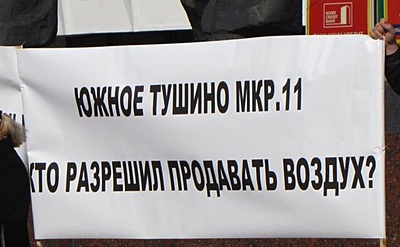 ЮЖНОЕ ТУШИНО МКР.11
КТО РАЗРЕШИЛ ПРОДАВАТЬ ВОЗДУХ?